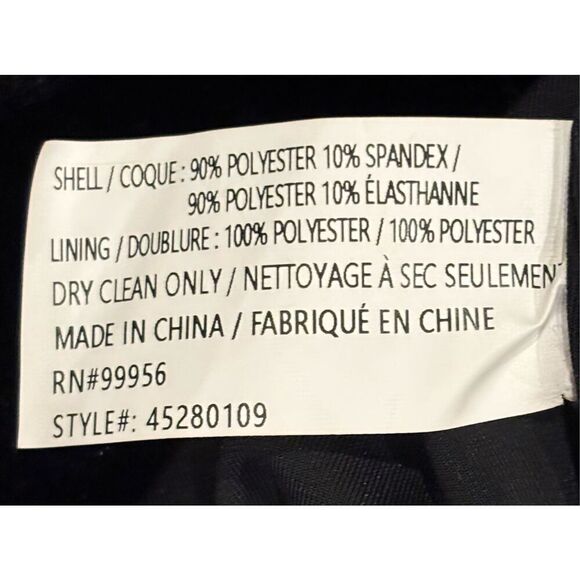 SHELL / COQUE : 90% POLYESTER 10% SPANDEX /
90% POLYESTER 10% ÉLASTHANNE
LINING / DOUBLURE : 100% POLYESTER / 100% POLYESTER
DRY CLEAN ONLY / NETTOYAGE À SEC SEULEMENT
MADE IN CHINA / FABRIQUÉ EN CHINE
RN#99956
STYLE#: 45280109